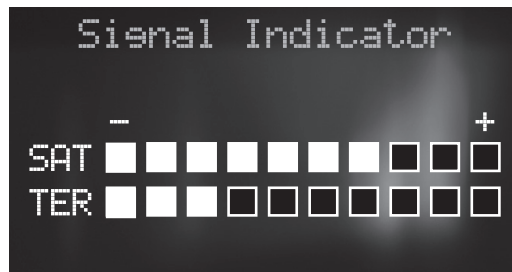 Signal Indicator
- +
SAT
TER